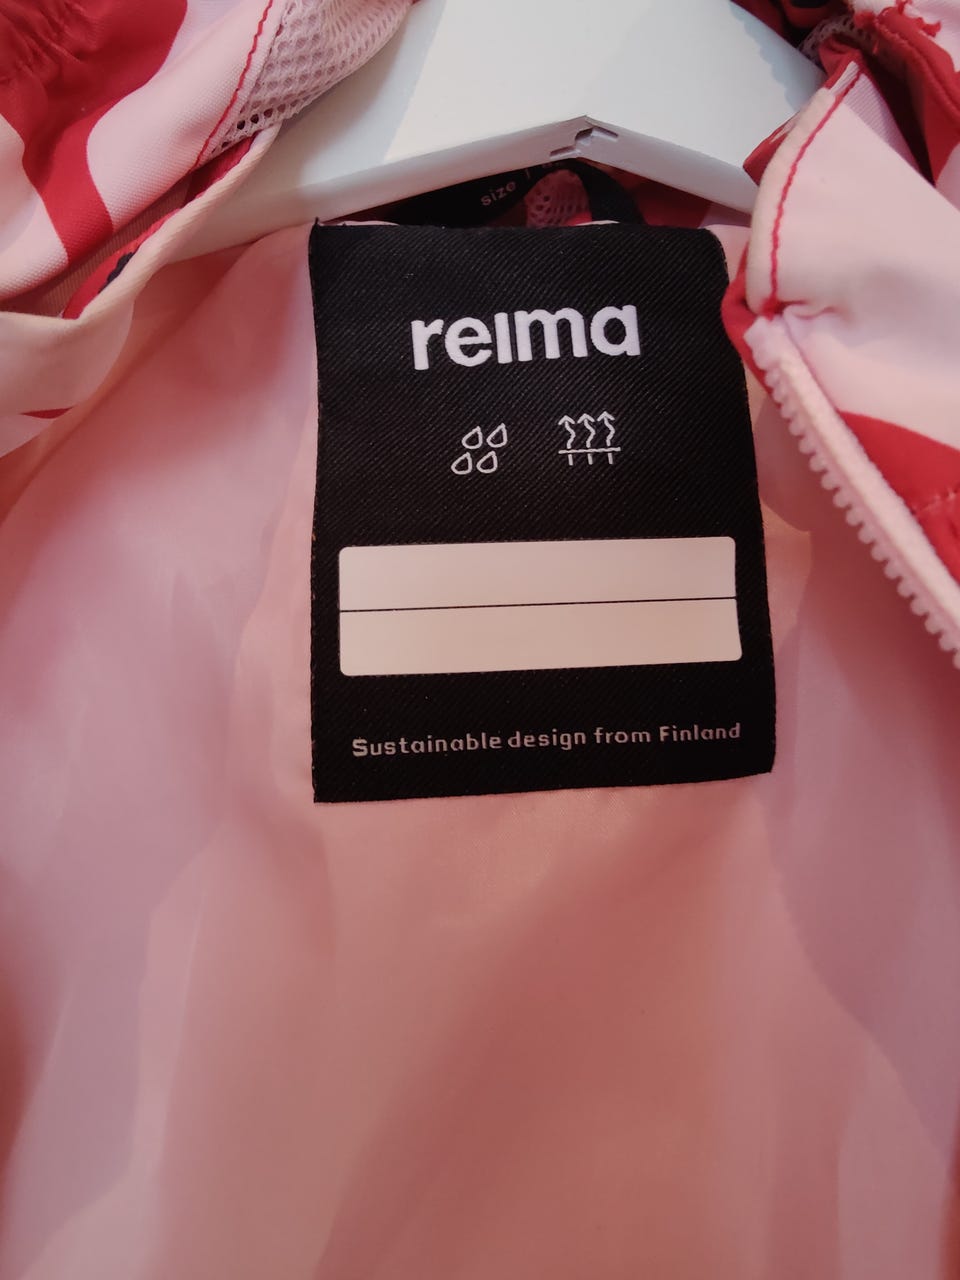 size
reima
Sustainable design from Finland